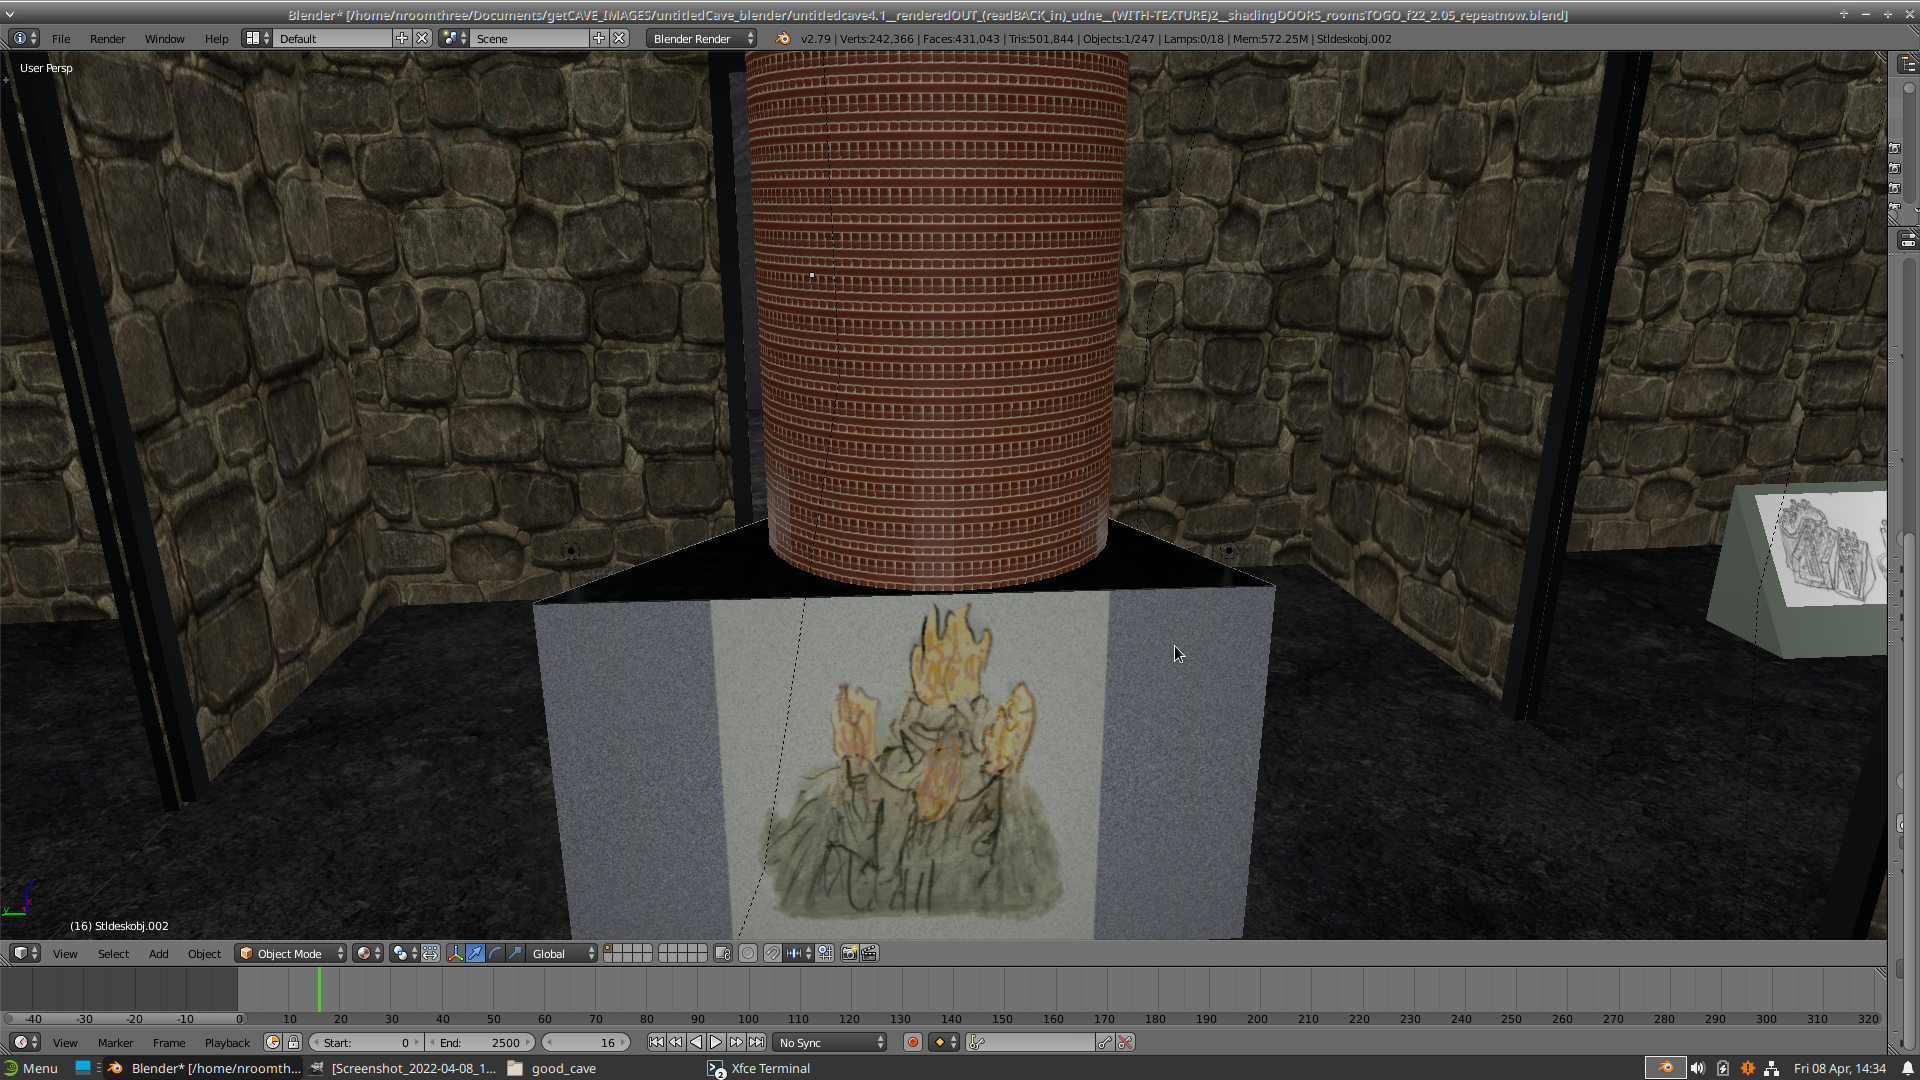 Blender* [/home/nroomthree/Documents/getCAVE_IMAGES/untitledCave_blender/untitledcave4.1__renderedOUT_(readBACK_in)_udne__(WITH-TEXTURE)2__shadingDOORS_roomsTOGO_f22_2.05_repeatnow.blend]
File Render Window Help Default Scene Blender Render v2.79 | Verts:242,366 | Faces:431,043 | Tris:501,844 | Objects:1/247 | Lamps:0/18 | Mem:572.25M | Stldeskobj.002
User Persp
(16) Stldeskobj.002
View Select Add Object Object Mode Global
-40 -30 -20 -10 0 10 20 30 40 50 60 70 80 90 100 110 120 130 140 150 160 170 180 190 200 210 220 230 240 250 260 270 280 290 300 310 320
View Marker Frame Playback Start: 0 End: 2500 16 No Sync
Menu Blender* [/home/nroomth... [Screenshot_2022-04-08_1... good_cave 2 Xfce Terminal Fri 08 Apr, 14:34